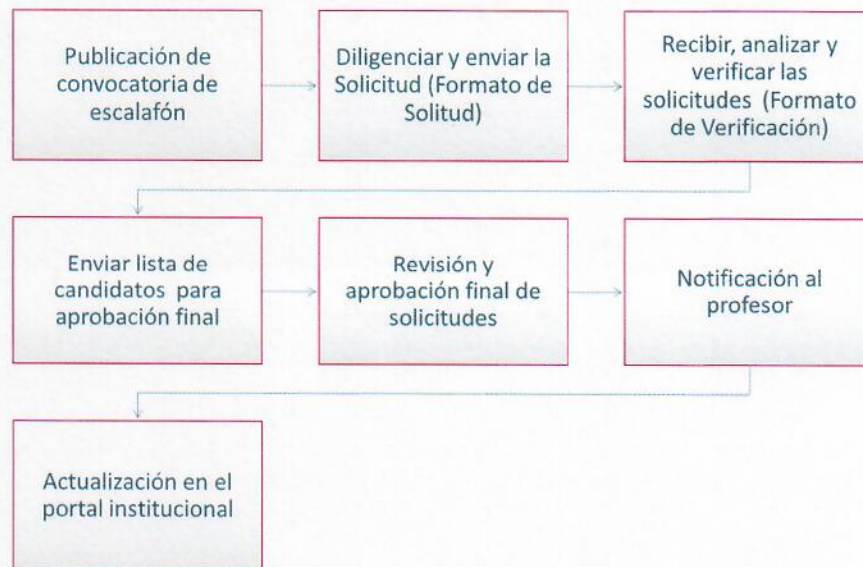 Publicación de
convocatoria de
escalafón
Diligenciar y enviar la
Solicitud (Formato de
Solitud)
Recibir, analizar y
verificar las
solicitudes (Formato
de Verificación)
Enviar lista de
candidatos para
aprobación final
Revisión y
aprobación final de
solicitudes
Notificación al
profesor
Actualización en el
portal institucional